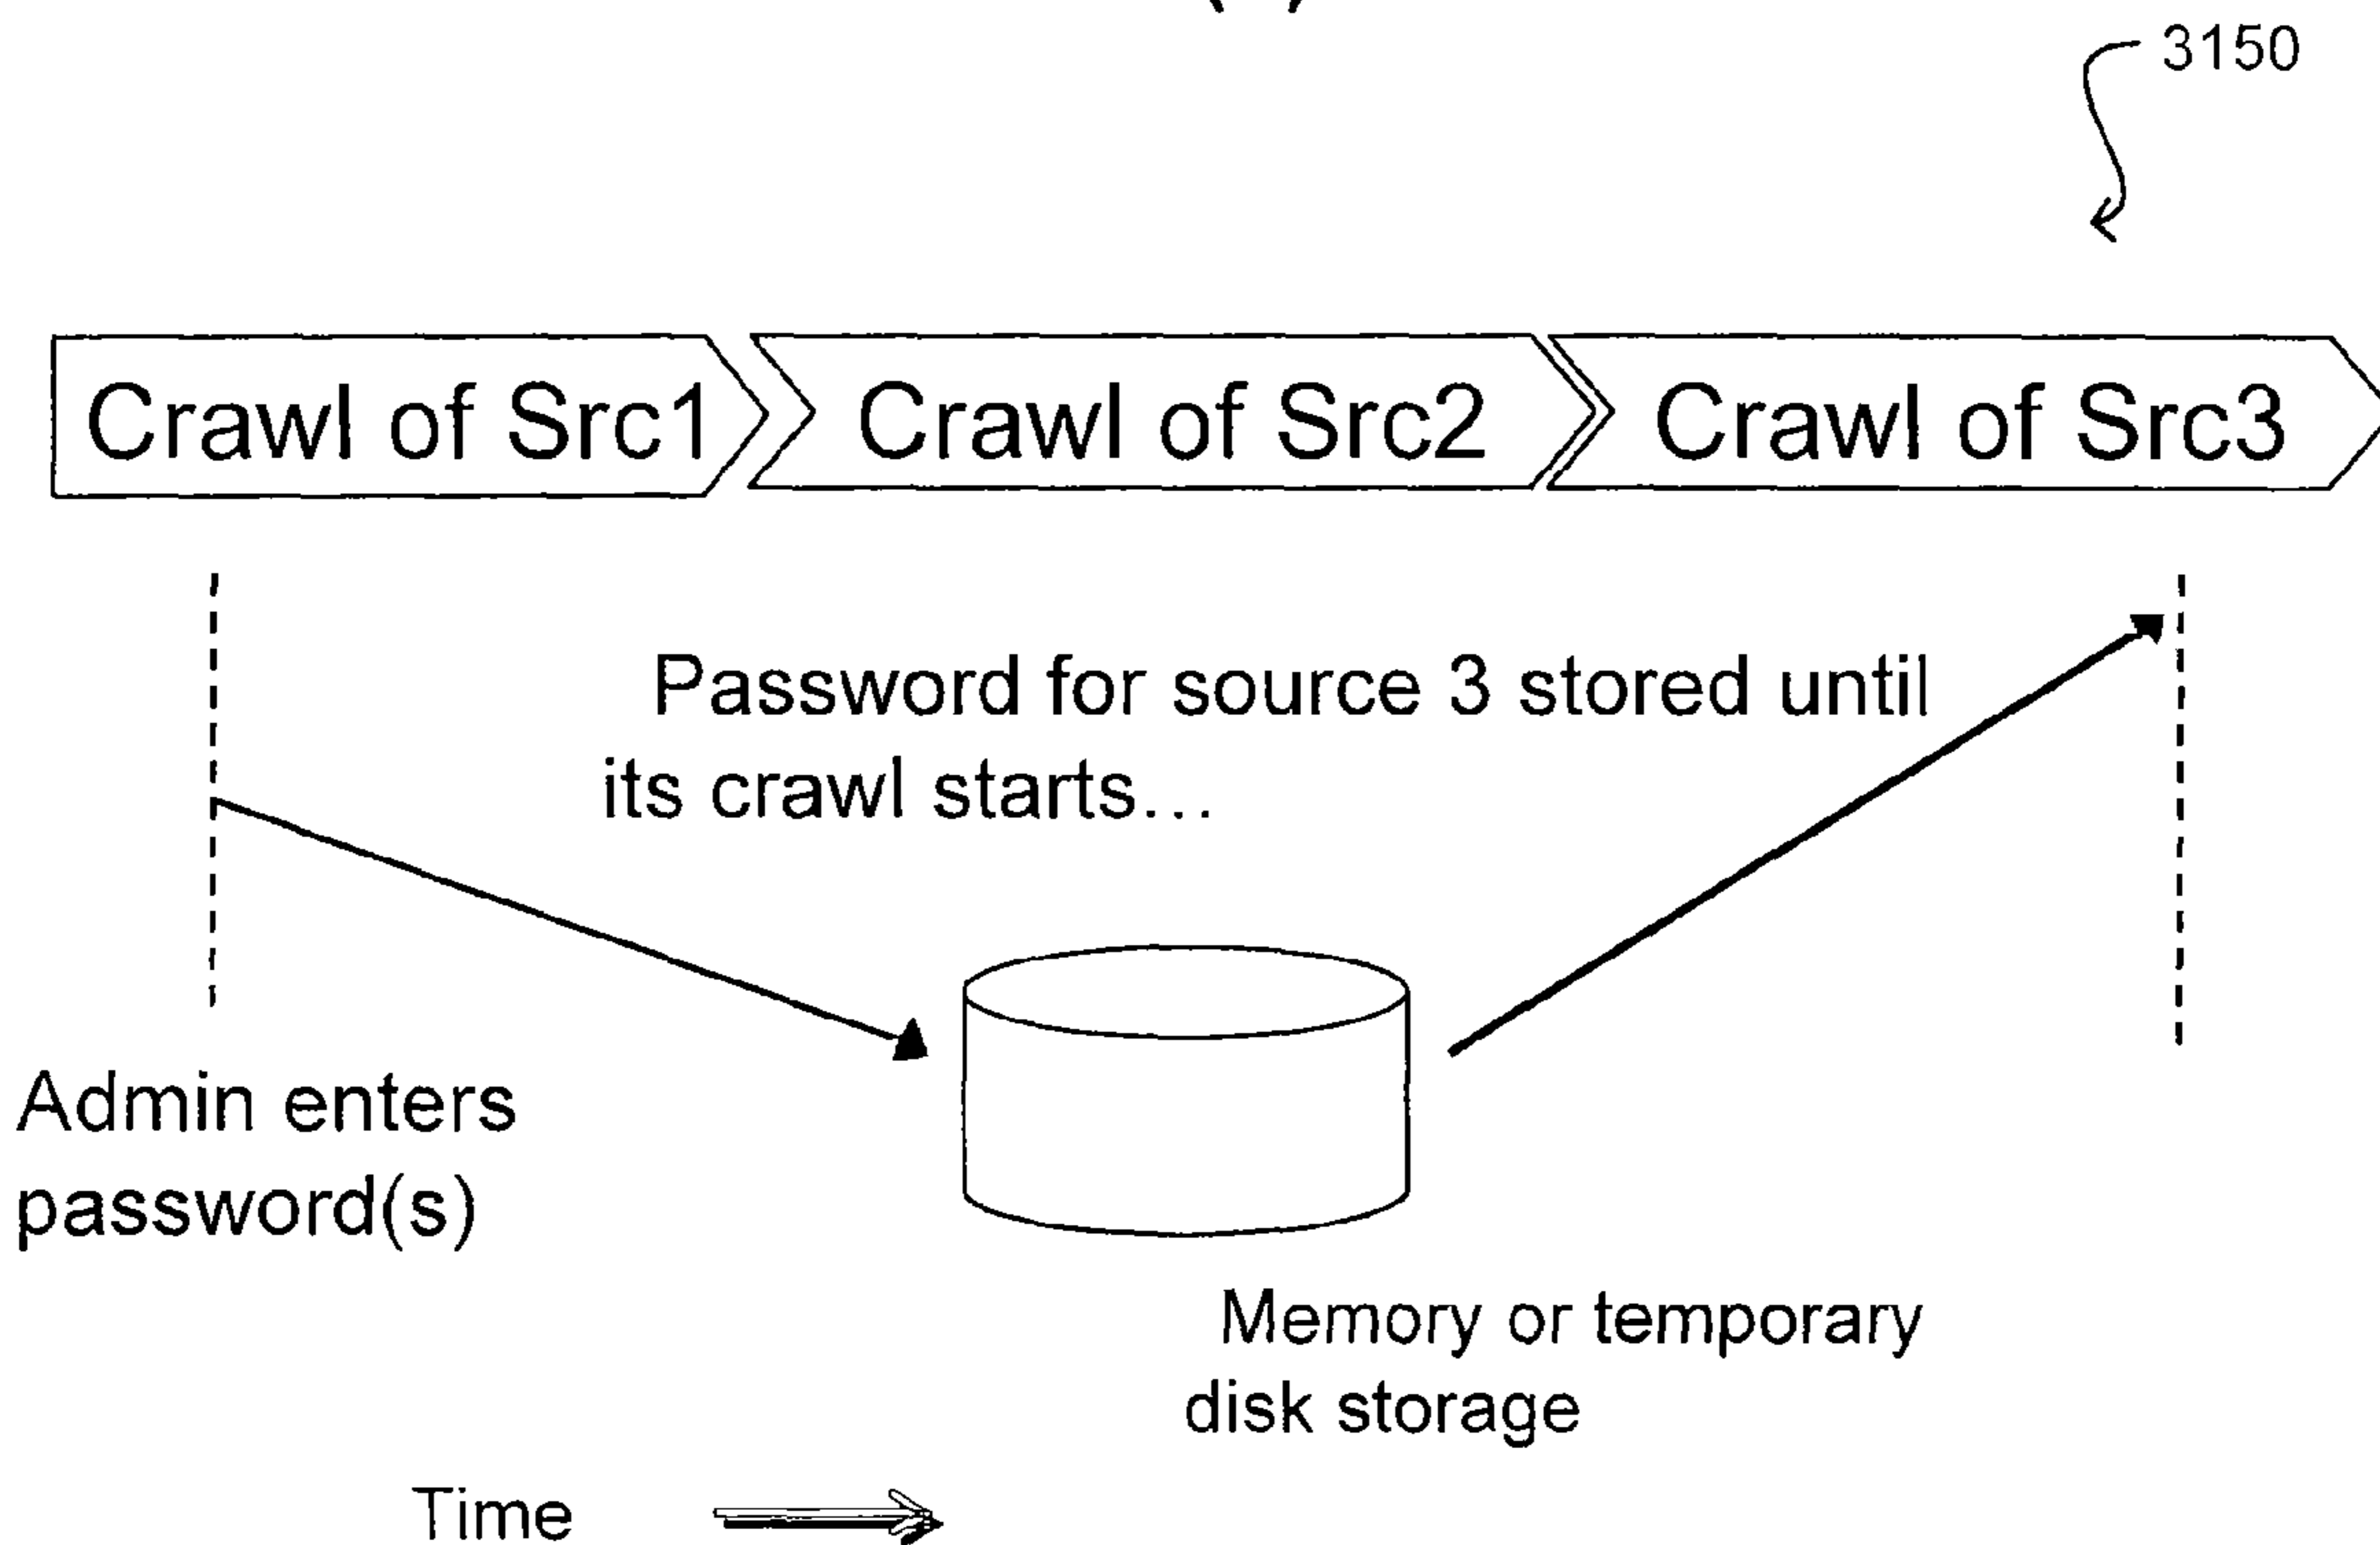 3150
Crawl of Src1
Crawl of Src2
Crawl of Src3
Password for source 3 stored until
its crawl starts...
Admin enters
password(s)
Memory or temporary
disk storage
Time